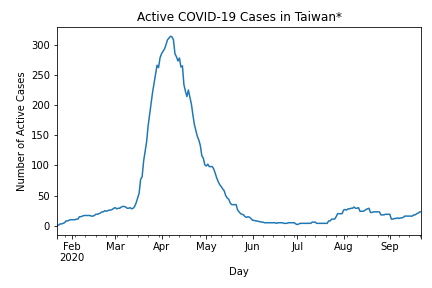 Active COVID-19 Cases in Taiwan*
Number of Active Cases
300
250
200
150
100
50
0
Feb Mar Apr May Jun Jul Aug Sep
2020
Day